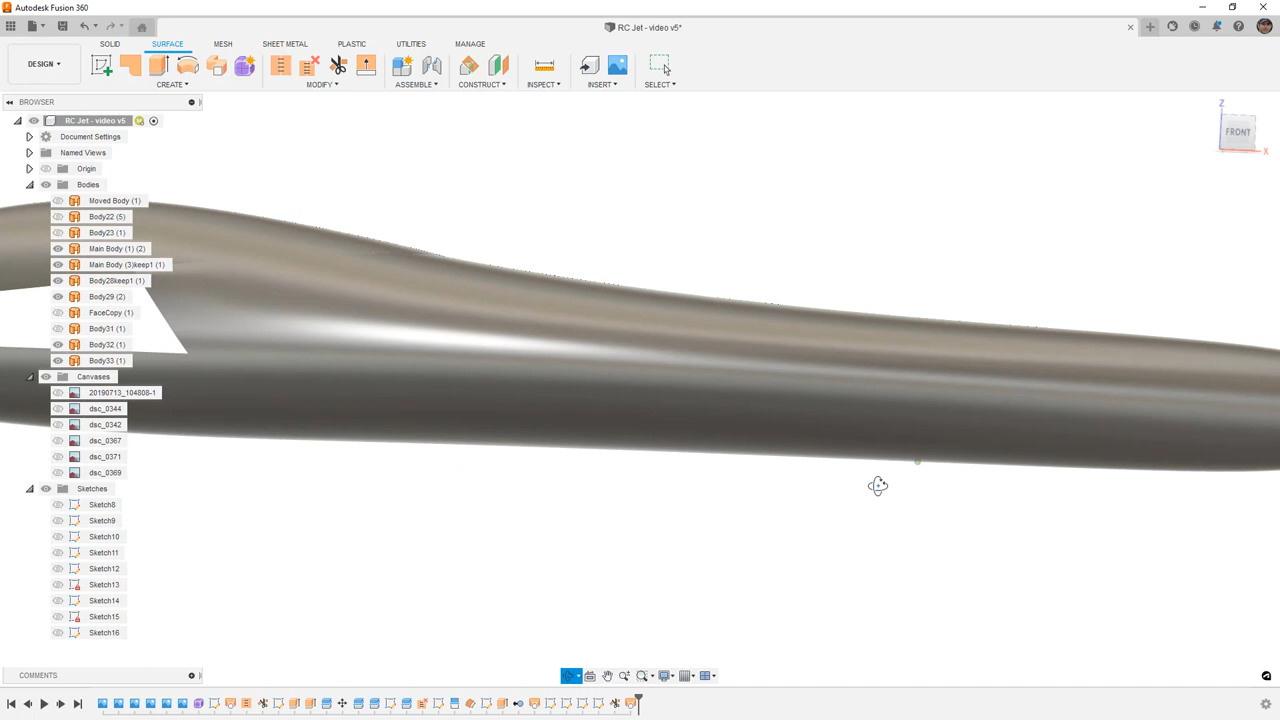 Autodesk Fusion 360
RC Jet - video v5*
DESIGN
SOLID
SURFACE
MESH
SHEET METAL
PLASTIC
UTILITIES
MANAGE
CREATE
MODIFY
ASSEMBLE
CONSTRUCT
INSPECT
INSERT
SELECT
BROWSER
RC Jet - video v5
Document Settings
Named Views
Origin
Bodies
Moved Body (1)
Body22 (5)
Body23 (1)
Main Body (1) (2)
Main Body (3)keep1 (1)
Body28keep1 (1)
Body29 (2)
FaceCopy (1)
Body31 (1)
Body32 (1)
Body33 (1)
Canvases
20190713_104808-1
dsc_0344
dsc_0342
dsc_0367
dsc_0371
dsc_0369
Sketches
Sketch8
Sketch9
Sketch10
Sketch11
Sketch12
Sketch13
Sketch14
Sketch15
Sketch16
Z
FRONT
X
COMMENTS